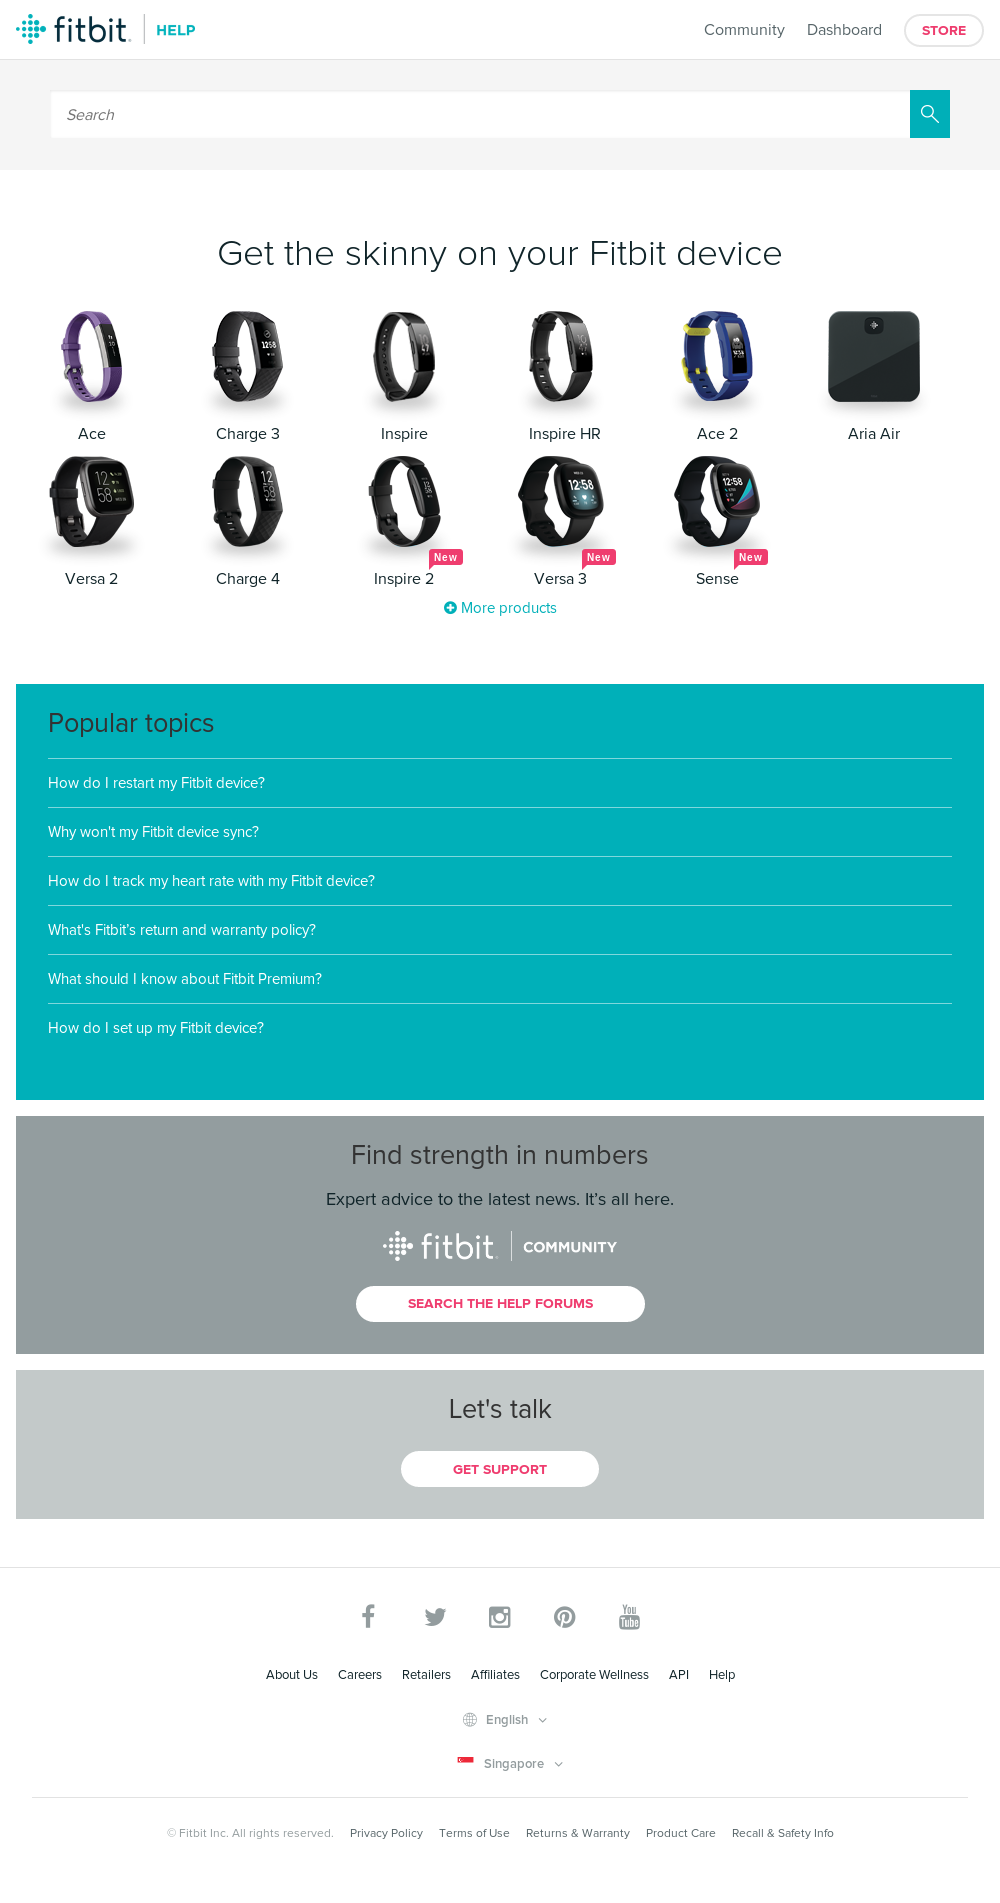 fitbit. HELP Community Dashboard STORE
Search
Get the skinny on your Fitbit device
Ace Charge 3 Inspire Inspire HR Ace 2 Aria Air
New New New
Versa 2 Charge 4 Inspire 2 Versa 3 Sense
More products
Popular topics
How do I restart my Fitbit device?
Why won't my Fitbit device sync?
How do I track my heart rate with my Fitbit device?
What's Fitbit’s return and warranty policy?
What should I know about Fitbit Premium?
How do I set up my Fitbit device?
Find strength in numbers
Expert advice to the latest news. It’s all here.
fitbit. COMMUNITY
SEARCH THE HELP FORUMS
Let's talk
GET SUPPORT
You Tube
About Us Careers Retailers Affiliates Corporate Wellness API Help
English
Singapore
© Fitbit Inc. All rights reserved. Privacy Policy Terms of Use Returns & Warranty Product Care Recall & Safety Info